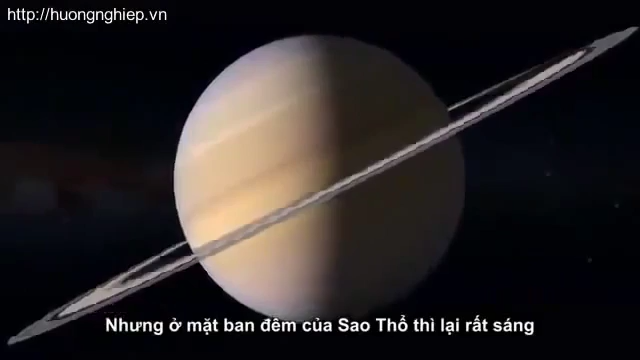 http://huongnghiep.vn
Nhưng ở mặt ban đêm của Sao Thổ thì lại rất sáng